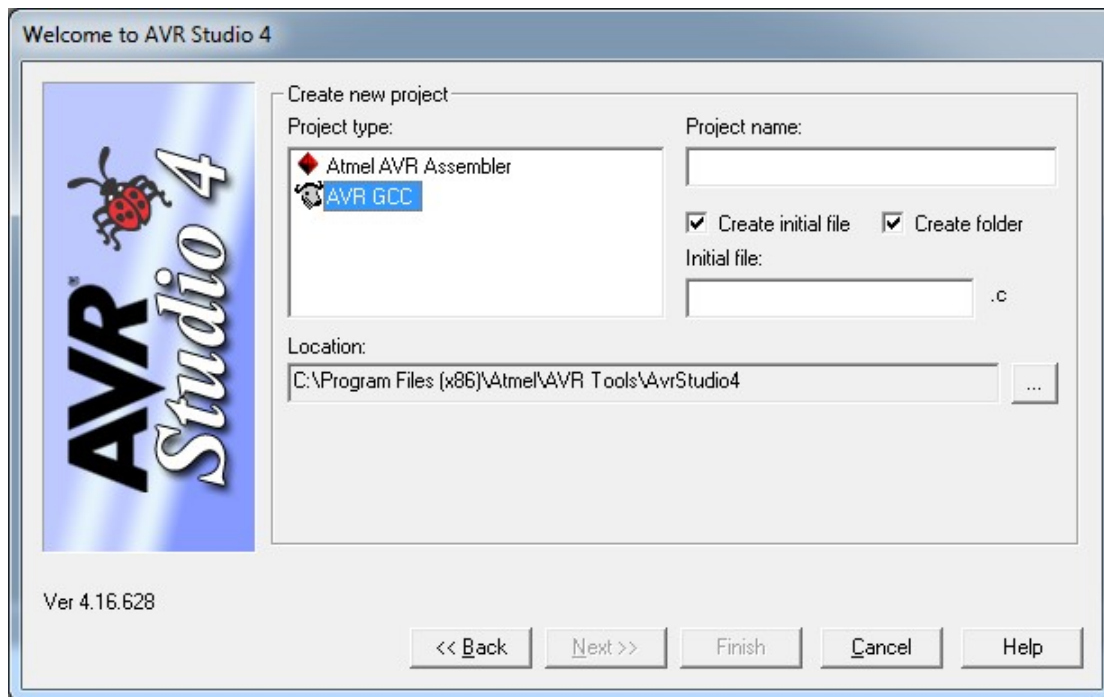 Welcome to AVR Studio 4
AVR® Studio 4
Create new project
Project type:
Atmel AVR Assembler
AVR GCC
Project name:
Create initial file
Create folder
Initial file:
.c
Location:
C:\Program Files (x86)\Atmel\AVR Tools\AvrStudio4
...
Ver 4.16.628
<< Back
Next >>
Finish
Cancel
Help